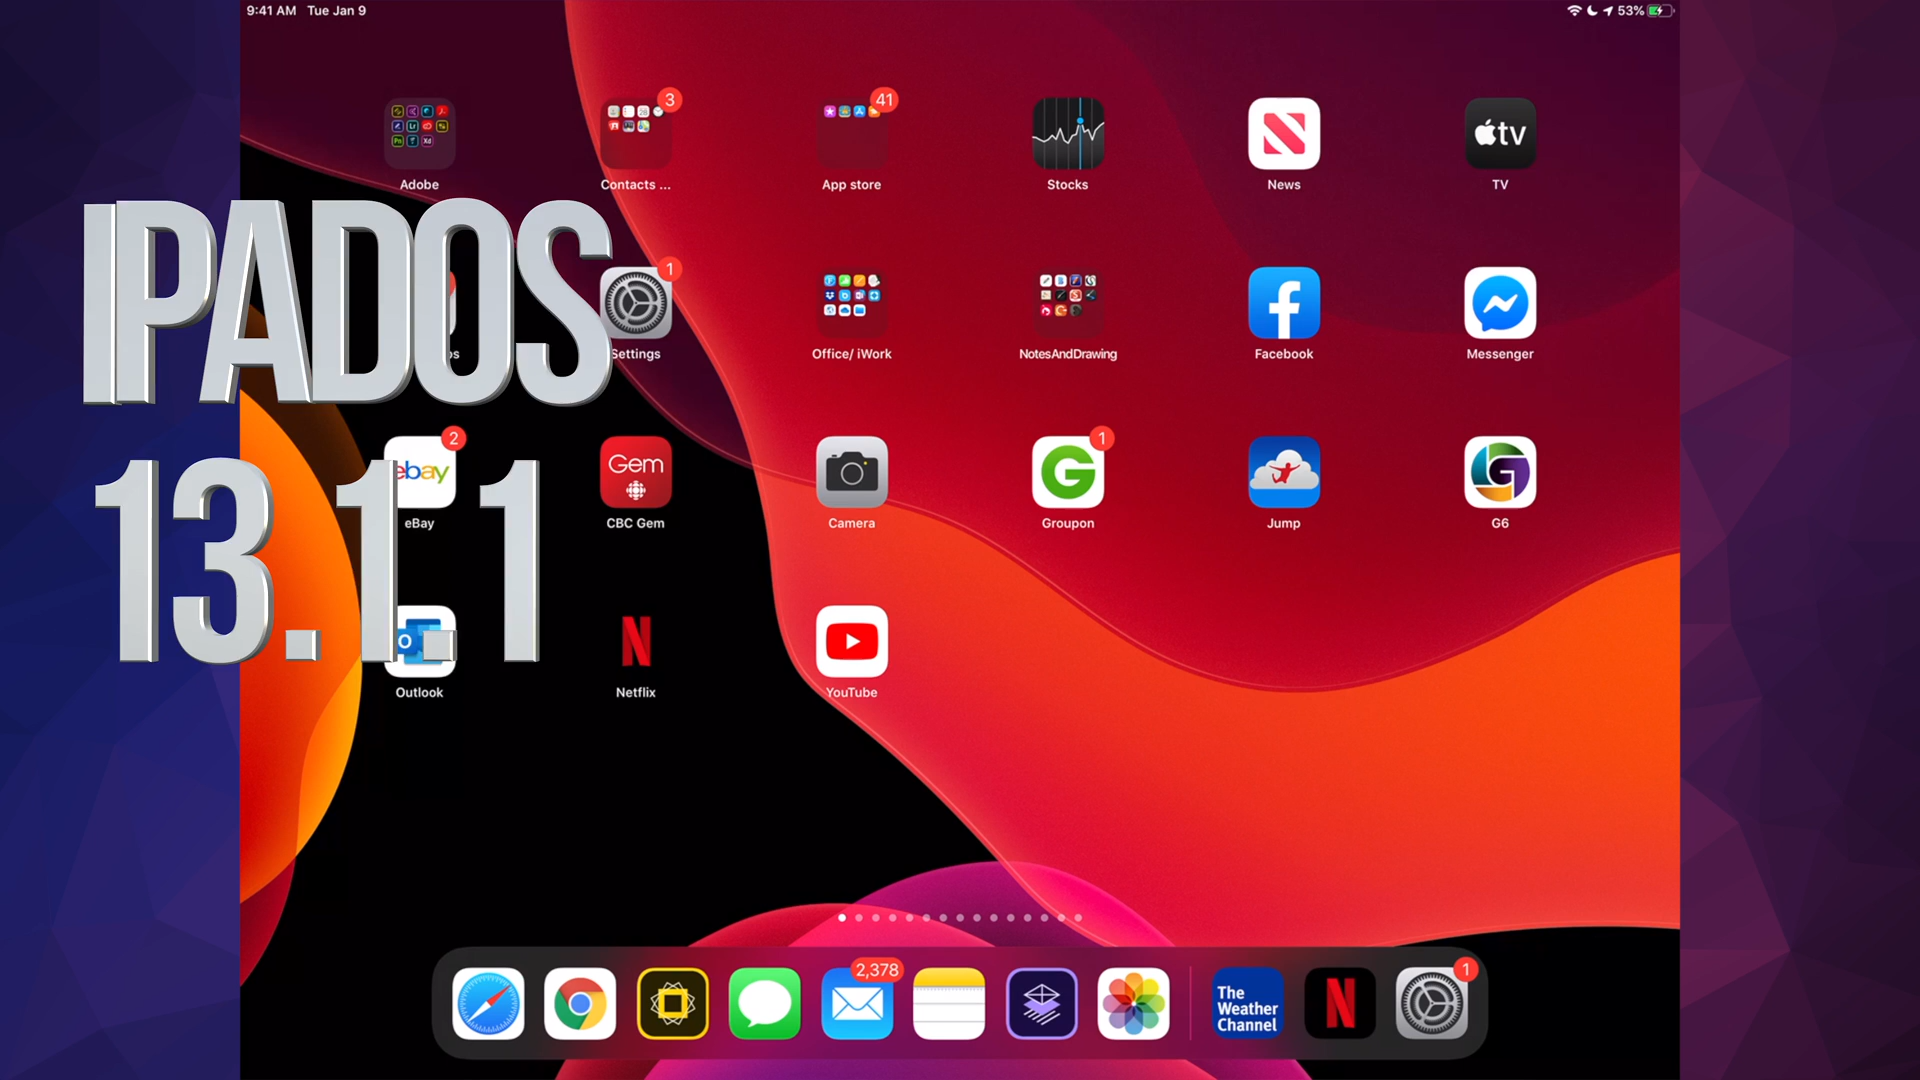 9:41 AM Tue Jan 9
53%
3
41
tv
Adobe
Contacts ...
App store
Stocks
News
TV
IPADOS
1
Settings
Office/ iWork
NotesAndDrawing
Facebook
Messenger
13.1.1
2
ebay
Gem
1
G
eBay
CBC Gem
Camera
Groupon
Jump
G6
Outlook
Netflix
YouTube
2,378
1
The
Weather
Channel